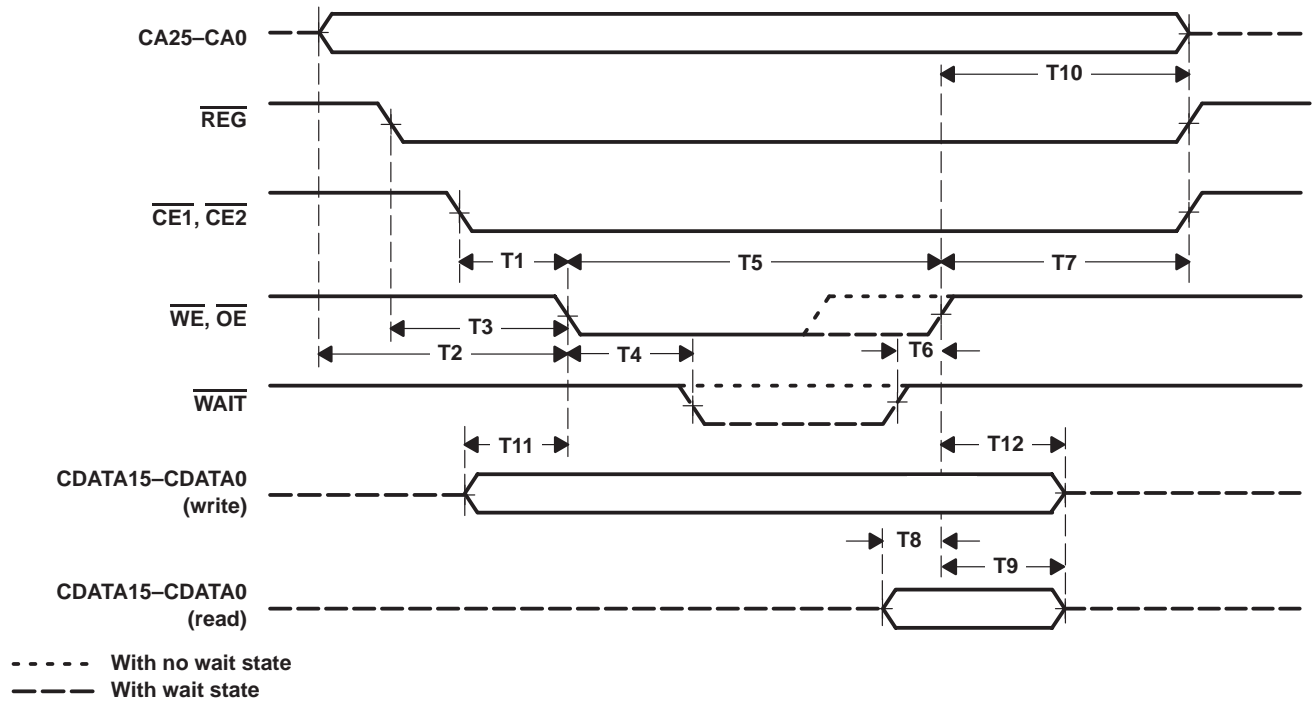 CA25–CA0
T10
REG
CE1, CE2
T1
T5
T7
WE, OE
T3
T2
T4
T6
WAIT
T11
T12
CDATA15–CDATA0
(write)
T8
T9
CDATA15–CDATA0
(read)
With no wait state
With wait state